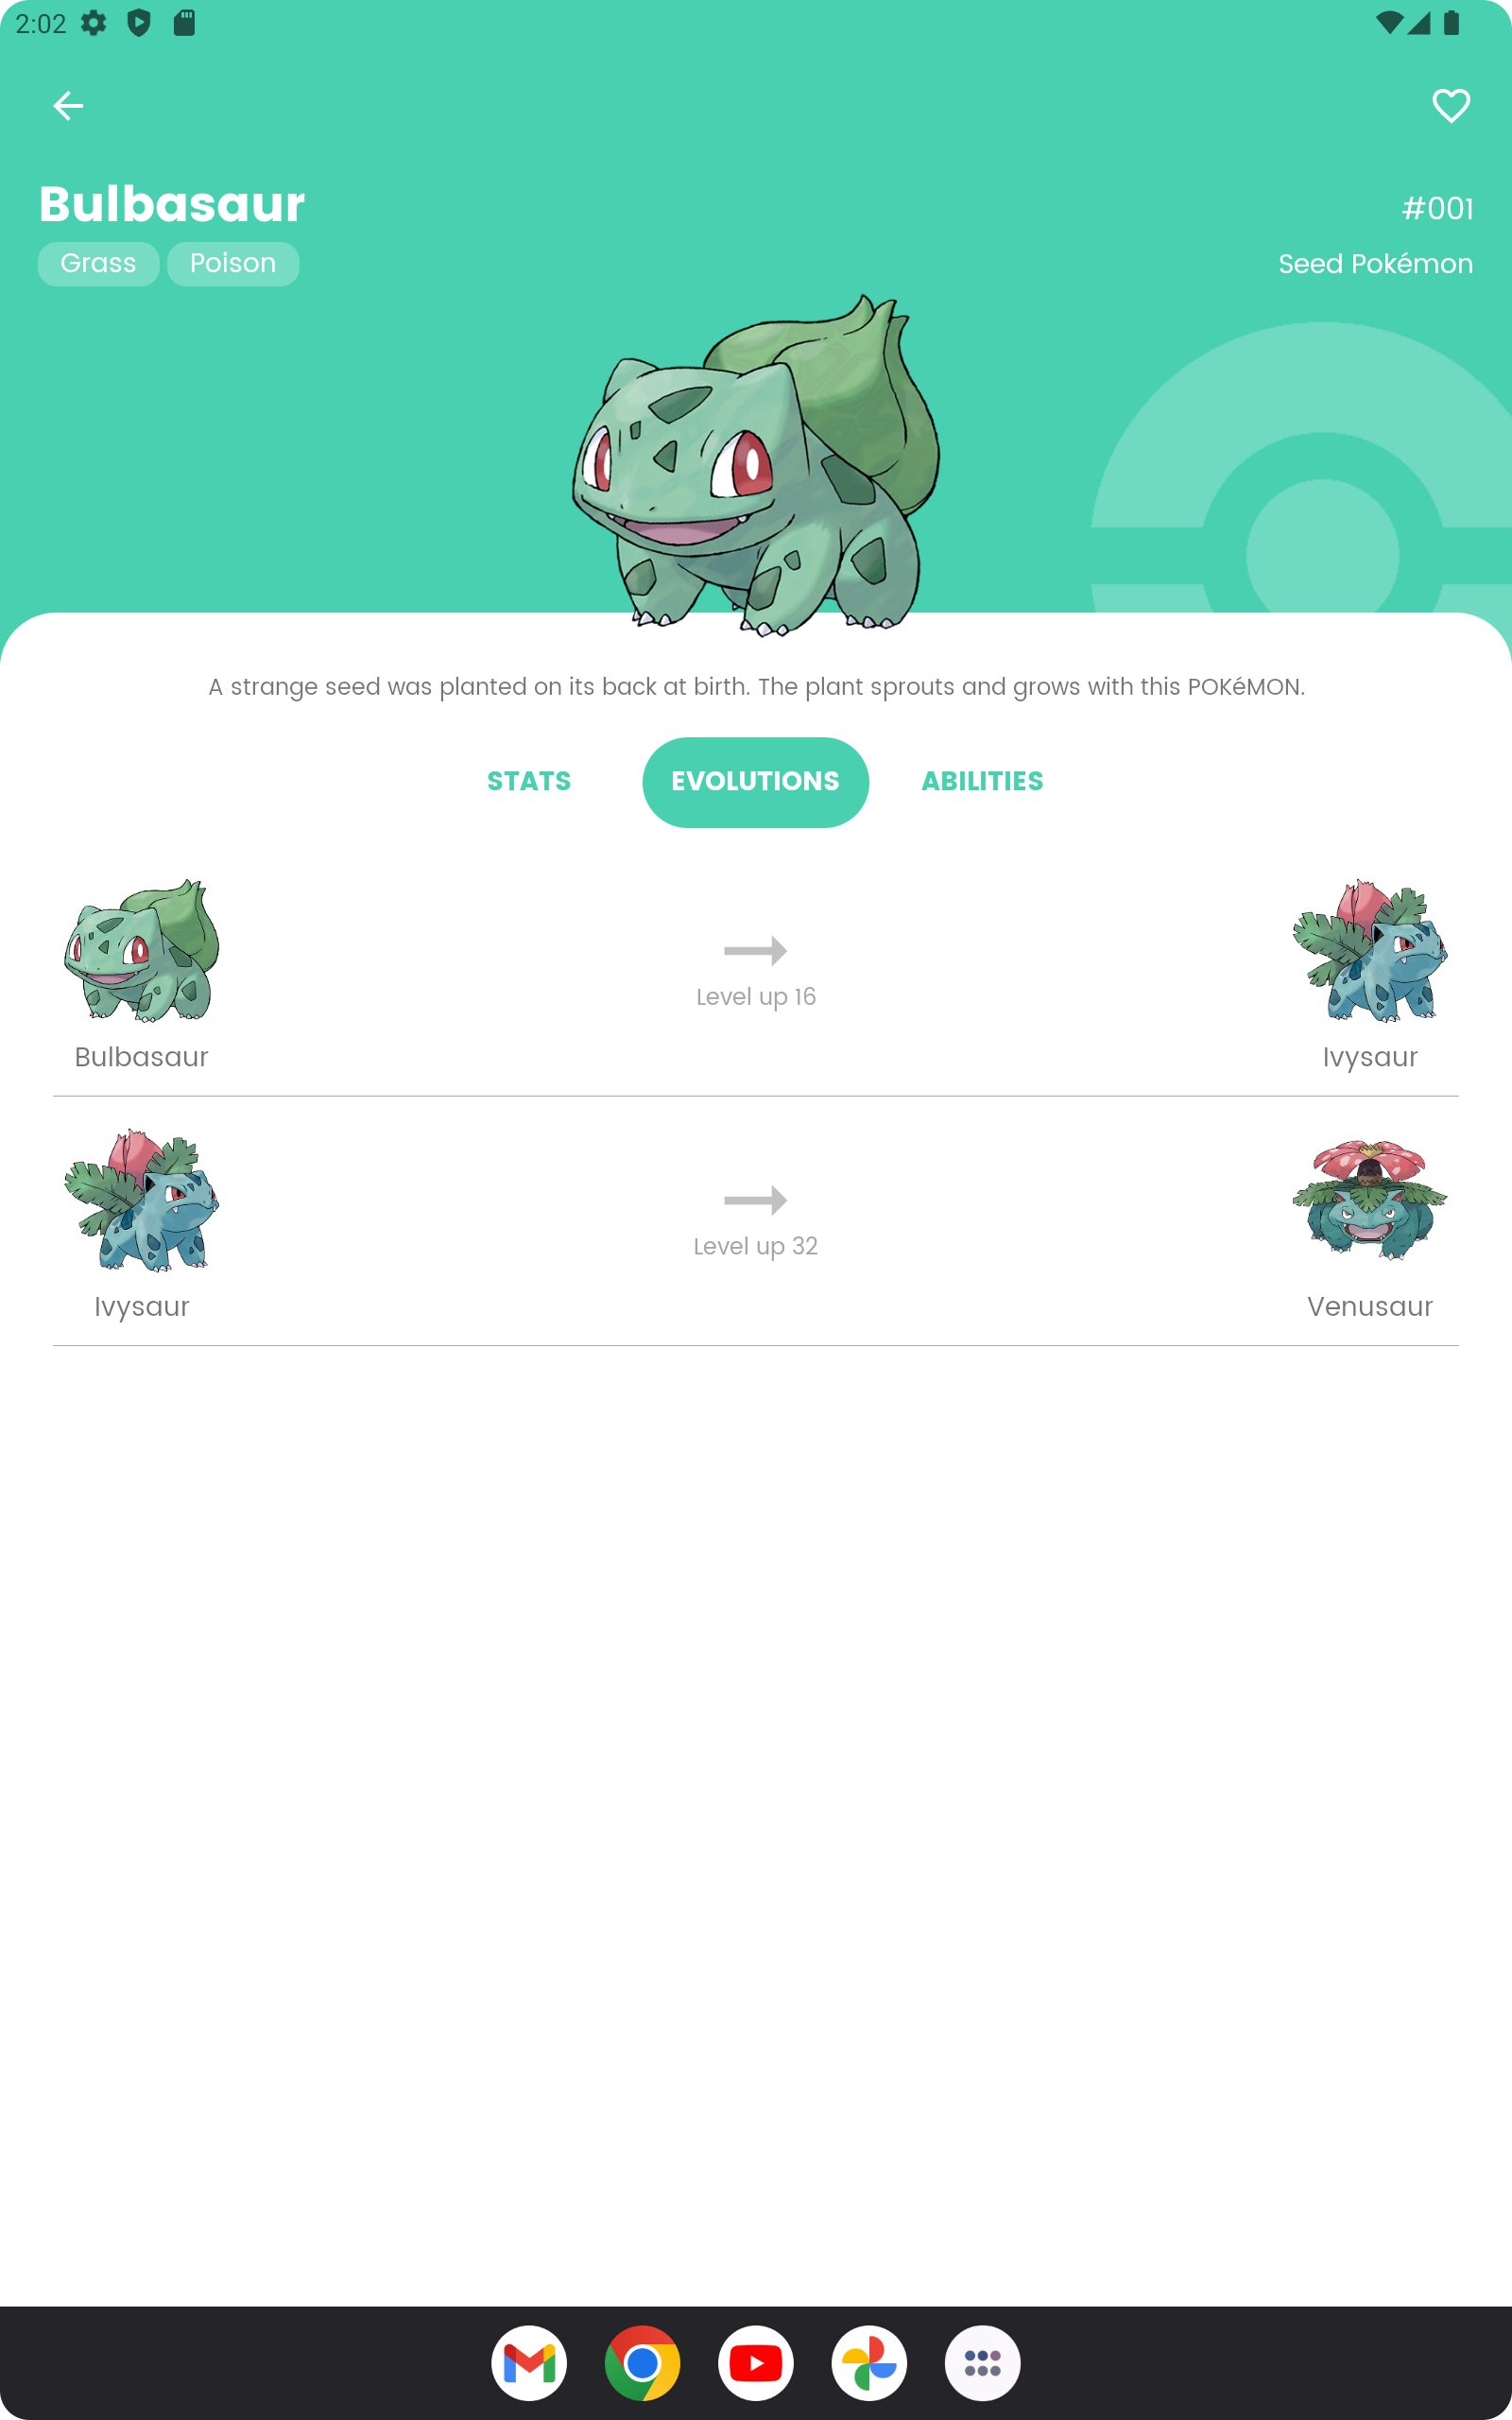 2:02
Bulbasaur
#001
Grass Poison
Seed Pokémon
A strange seed was planted on its back at birth. The plant sprouts and grows with this POKéMON.
STATS EVOLUTIONS ABILITIES
Level up 16
Bulbasaur Ivysaur
Level up 32
Ivysaur Venusaur